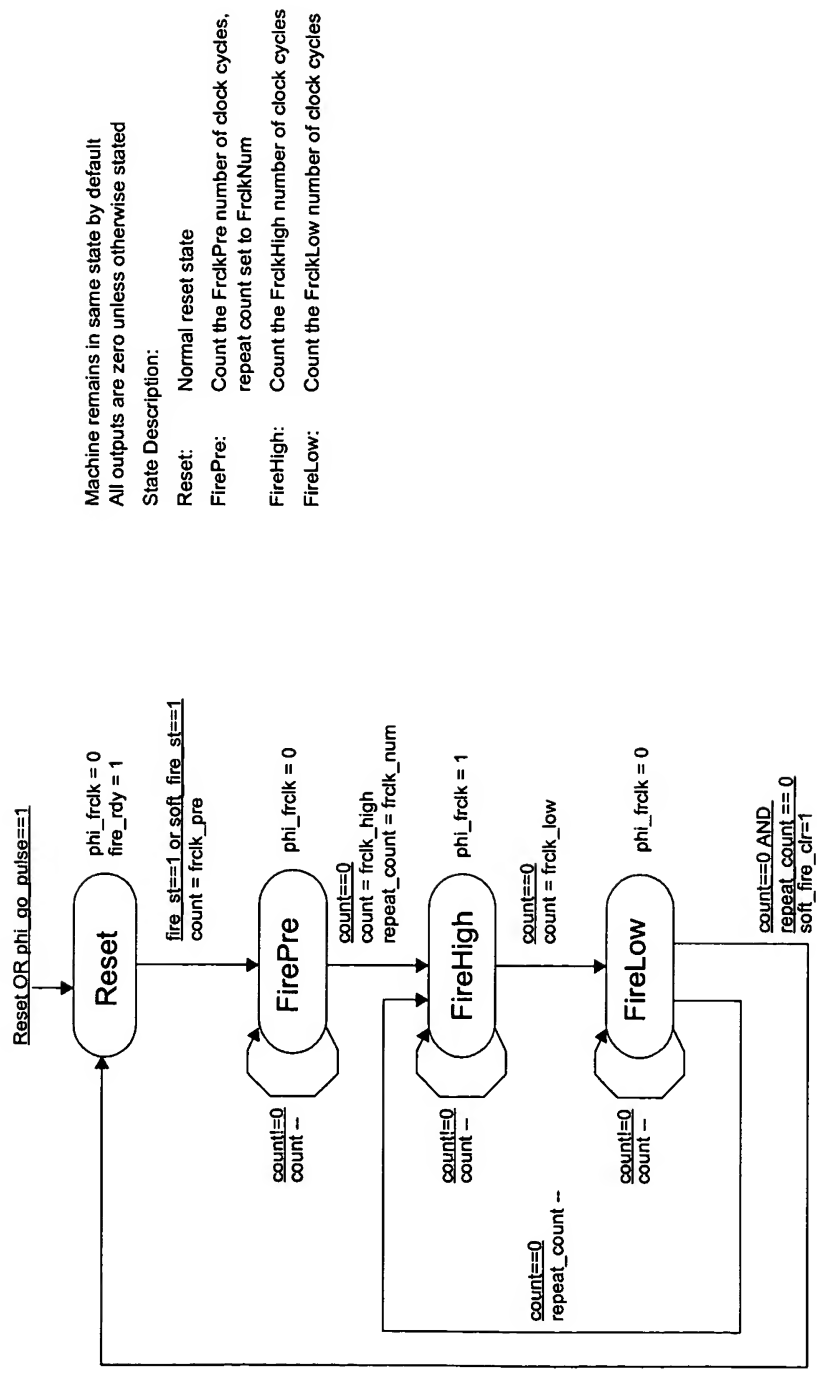 Reset OR phi_go_pulse==1
Reset
phi_frclk = 0
fire_rdy = 1
fire_st==1 or soft_fire_st==1
count = frclk_pre
FirePre
phi_frclk = 0
count!=0
count --
count==0
count = frclk_high
repeat_count = frclk_num
FireHigh
phi_frclk = 1
count!=0
count --
count==0
count = frclk_low
FireLow
phi_frclk = 0
count!=0
count --
count==0
repeat_count --
count==0 AND
repeat_count == 0
soft_fire_clr=1
Machine remains in same state by default
All outputs are zero unless otherwise stated
State Description:
Reset: Normal reset state
FirePre: Count the FrclkPre number of clock cycles,
repeat count set to FrclkNum
FireHigh: Count the FrclkHigh number of clock cycles
FireLow: Count the FrclkLow number of clock cycles